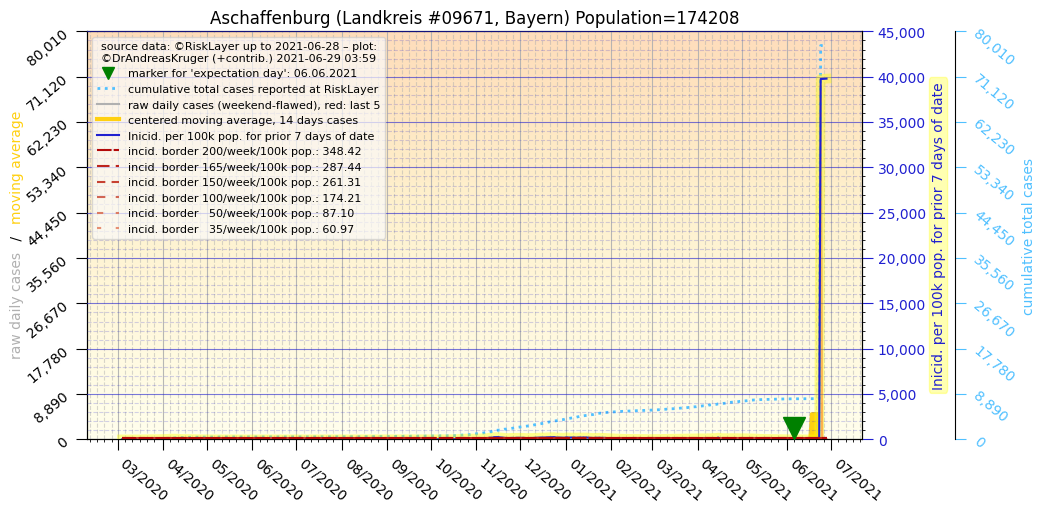 Aschaffenburg (Landkreis #09671, Bayern) Population=174208
source data: ©RiskLayer up to 2021-06-28 – plot:
©DrAndreasKruger (+contrib.) 2021-06-29 03:59
marker for 'expectation day': 06.06.2021
cumulative total cases reported at RiskLayer
raw daily cases (weekend-flawed), red: last 5
centered moving average, 14 days cases
Inicid. per 100k pop. for prior 7 days of date
incid. border 200/week/100k pop.: 348.42
incid. border 165/week/100k pop.: 287.44
incid. border 150/week/100k pop.: 261.31
incid. border 100/week/100k pop.: 174.21
incid. border   50/week/100k pop.: 87.10
incid. border   35/week/100k pop.: 60.97
raw daily cases / moving average
80,010
71,120
62,230
53,340
44,450
35,560
26,670
17,780
8,890
0
03/2020
04/2020
05/2020
06/2020
07/2020
08/2020
09/2020
10/2020
11/2020
12/2020
01/2021
02/2021
03/2021
04/2021
05/2021
06/2021
07/2021
45,000
40,000
35,000
30,000
25,000
20,000
15,000
10,000
5,000
0
Inicid. per 100k pop. for prior 7 days of date
80,010
71,120
62,230
53,340
44,450
35,560
26,670
17,780
8,890
0
cumulative total cases